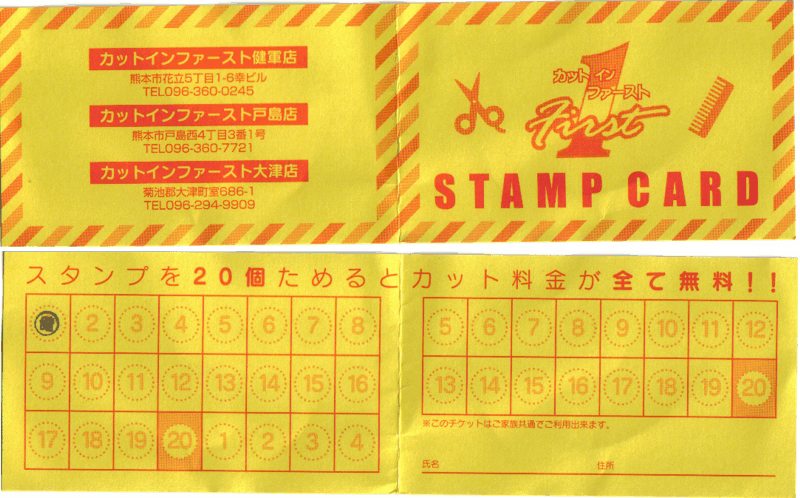 カットインファースト健軍店
熊本市花立5丁目1-6幸ビル
TEL096-360-0245
カットインファースト戸島店
熊本市戸島西4丁目3番1号
TEL096-360-7721
カットインファースト大津店
菊池郡大津町室686-1
TEL096-294-9909
カットイン
ファースト
1
First
STAMP CARD
スタンプを20個ためるとカット料金が全て無料!!
2 3 4 5 6 7 8
9 10 11 12 13 14 15 16
17 18 19 20 1 2 3 4
5 6 7 8 9 10 11 12
13 14 15 16 17 18 19 20
※このチケットはご家族共通でご利用出来ます。
氏名 住所